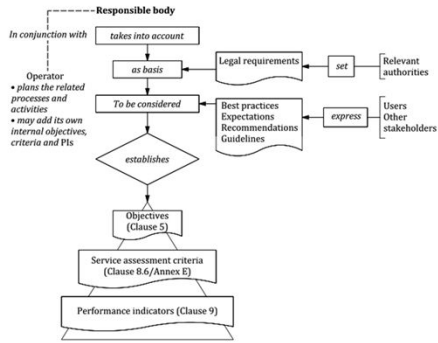 Responsible body
In conjunction with
takes into account
Operator
• plans the related
processes and
activities
• may add its own
internal objectives,
criteria and PIs
as basis
Legal requirements
set
Relevant
authorities
To be considered
Best practices
Expectations
Recommendations
Guidelines
express
Users
Other
stakeholders
establishes
Objectives
(Clause 5)
Service assessment criteria
(Clause 8.6/Annex E)
Performance indicators (Clause 9)